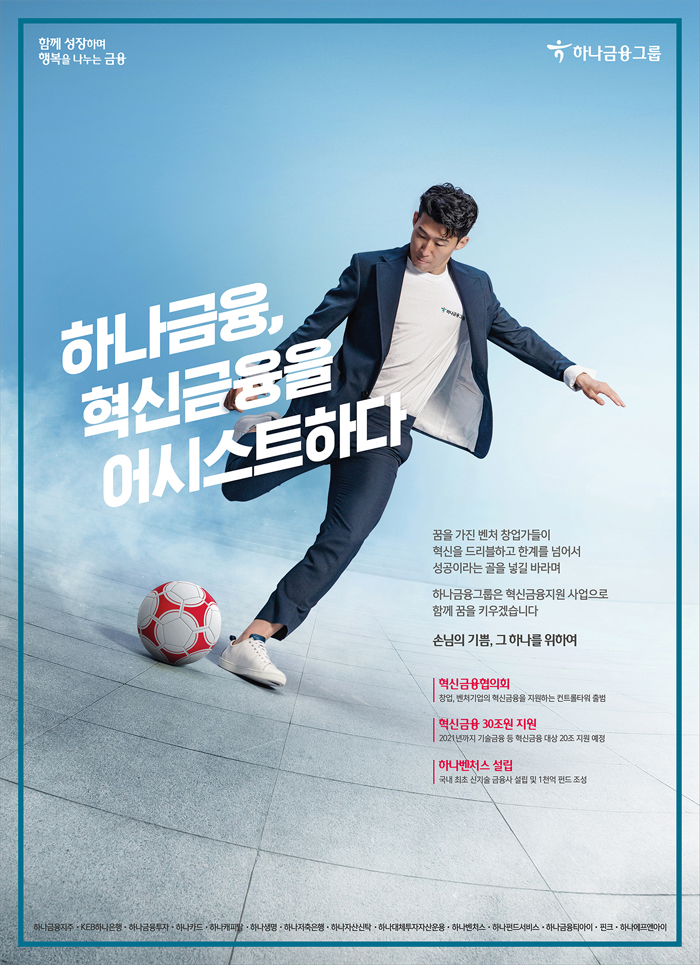 함께 성장하며
행복을 나누는 금융
하나금융그룹
하나금융그룹
하나금융,
혁신금융을
어시스트하다
꿈을 가진 벤처 창업가들이
혁신을 드리블하고 한계를 넘어서
성공이라는 골을 넣길 바라며
하나금융그룹은 혁신금융지원 사업으로
함께 꿈을 키우겠습니다
손님의 기쁨, 그 하나를 위하여
혁신금융협의회
창업, 벤처기업의 혁신금융을 지원하는 컨트롤타워 출범
혁신금융 30조원 지원
2021년까지 기술금융 등 혁신금융 대상 20조 지원 예정
하나벤처스 설립
국내 최초 신기술 금융사 설립 및 1천억 펀드 조성
하나금융지주 · KEB하나은행 · 하나금융투자 · 하나카드 · 하나캐피탈 · 하나생명 · 하나저축은행 · 하나자산신탁 · 하나대체투자자산운용 · 하나벤처스 · 하나펀드서비스 · 하나금융티아이 · 핀크 · 하나에프앤아이